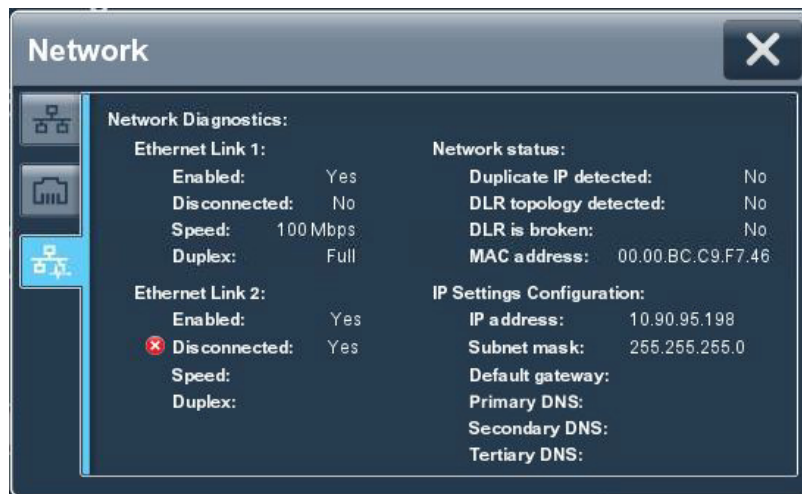 Network
Network Diagnostics:
Ethernet Link 1:
Enabled: Yes
Disconnected: No
Speed: 100 Mbps
Duplex: Full
Ethernet Link 2:
Enabled: Yes
Disconnected: Yes
Speed:
Duplex:
Network status:
Duplicate IP detected: No
DLR topology detected: No
DLR is broken: No
MAC address: 00.00.BC.C9.F7.46
IP Settings Configuration:
IP address: 10.90.95.198
Subnet mask: 255.255.255.0
Default gateway:
Primary DNS:
Secondary DNS:
Tertiary DNS: